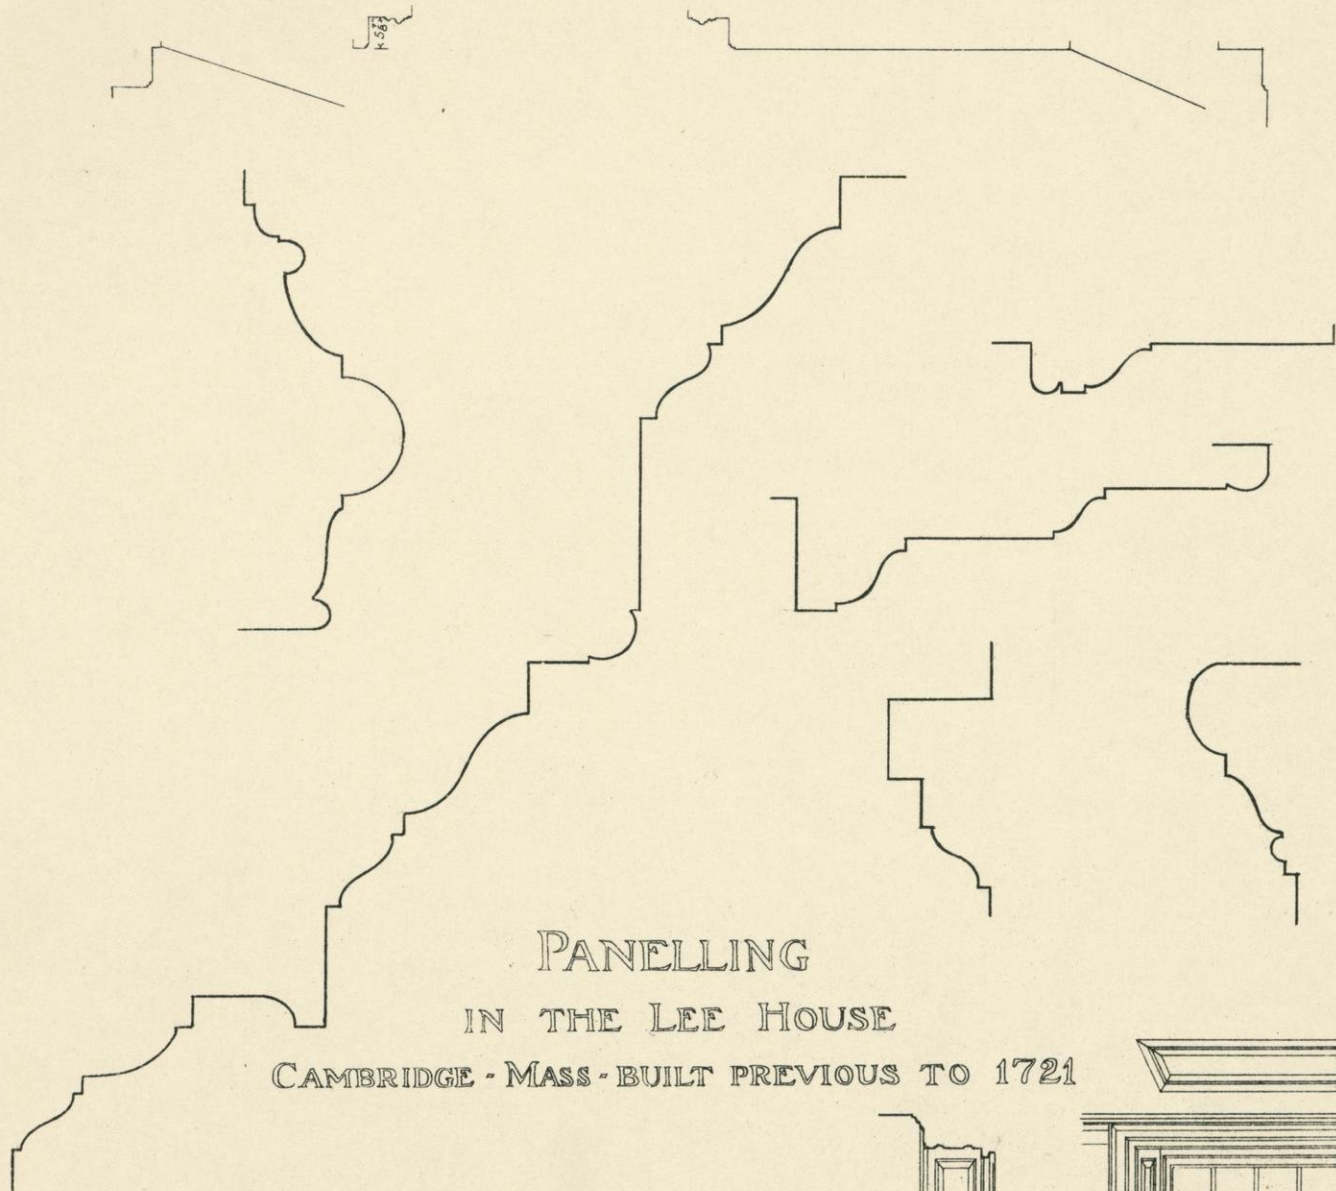 PANELLING
IN THE LEE HOUSE
CAMBRIDGE - MASS - BUILT PREVIOUS TO 1721